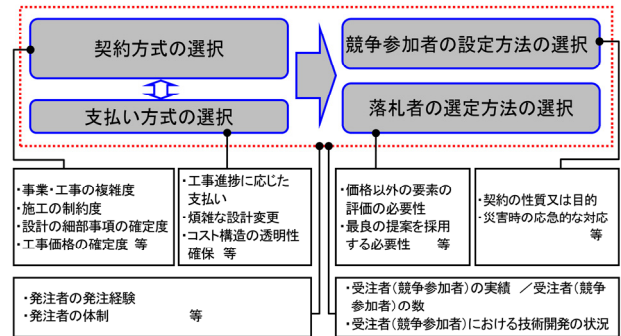 契約方式の選択
支払い方式の選択
競争参加者の設定方法の選択
落札者の選定方法の選択
・事業・工事の複雑度
・施工の制約度
・設計の細部事項の確定度
・工事価格の確定度 等
・工事進捗に応じた
支払い
・煩雑な設計変更
・コスト構造の透明性
確保 等
・価格以外の要素の
評価の必要性
・最良の提案を採用
する必要性 等
・契約の性質又は目的
・災害時の応急的な対応
等
・発注者の発注経験
・発注者の体制 等
・受注者(競争参加者)の実績 /受注者(競争
参加者)の数
・受注者(競争参加者)における技術開発の状況